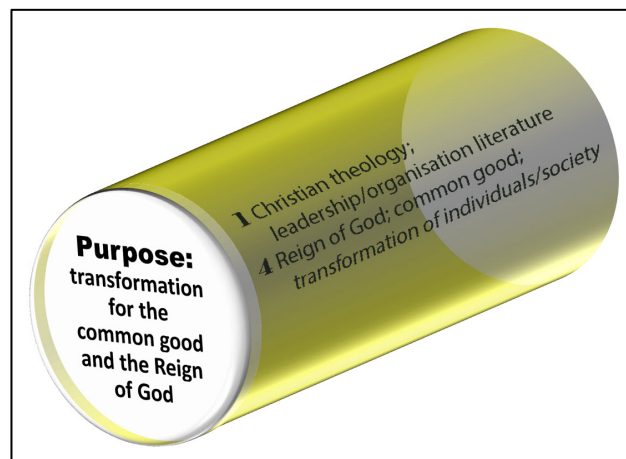 Purpose:
transformation
for the
common good
and the Reign
of God
1 Christian theology;
leadership/organisation literature
4 Reign of God; common good;
transformation of individuals/society